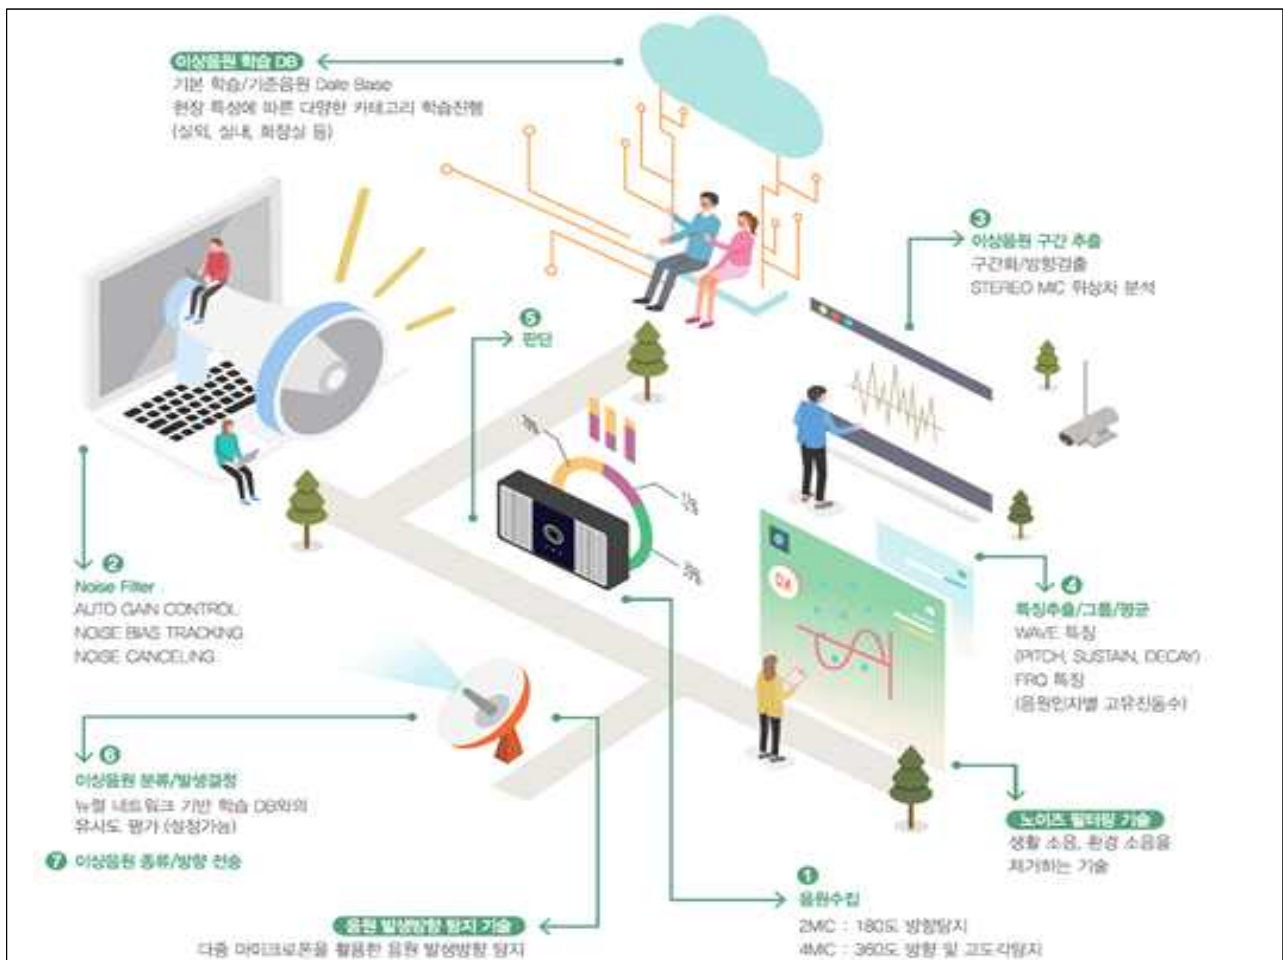 이상음원 학습 DB
기본 학습/기준음원 Date Base
현장 특성에 따른 다양한 카테고리 학습진행
(실외, 실내, 화장실 등)
3
이상음원 구간 추출
구간화/방향검출
STEREO MIC 위상차 분석
5
판단
2
Noise Filter
AUTO GAIN CONTROL
NOISE BIAS TRACKING
NOISE CANCELING
OK
4
특징추출/그룹/평균
WAVE 특징
(PITCH, SUSTAIN, DECAY)
FRQ 특징
(음원인자별 고유진동수)
6
이상음원 분류/발생결정
뉴럴 네트워크 기반 학습 DB와의
유사도 평가 (설정가능)
7 이상음원 종류/방향 전송
노이즈 필터링 기술
생활 소음, 환경 소음을
제거하는 기술
1
음원수집
2MIC : 180도 방향탐지
4MIC : 360도 방향 및 고도각탐지
음원 발생방향 탐지 기술
다중 마이크로폰을 활용한 음원 발생방향 탐지